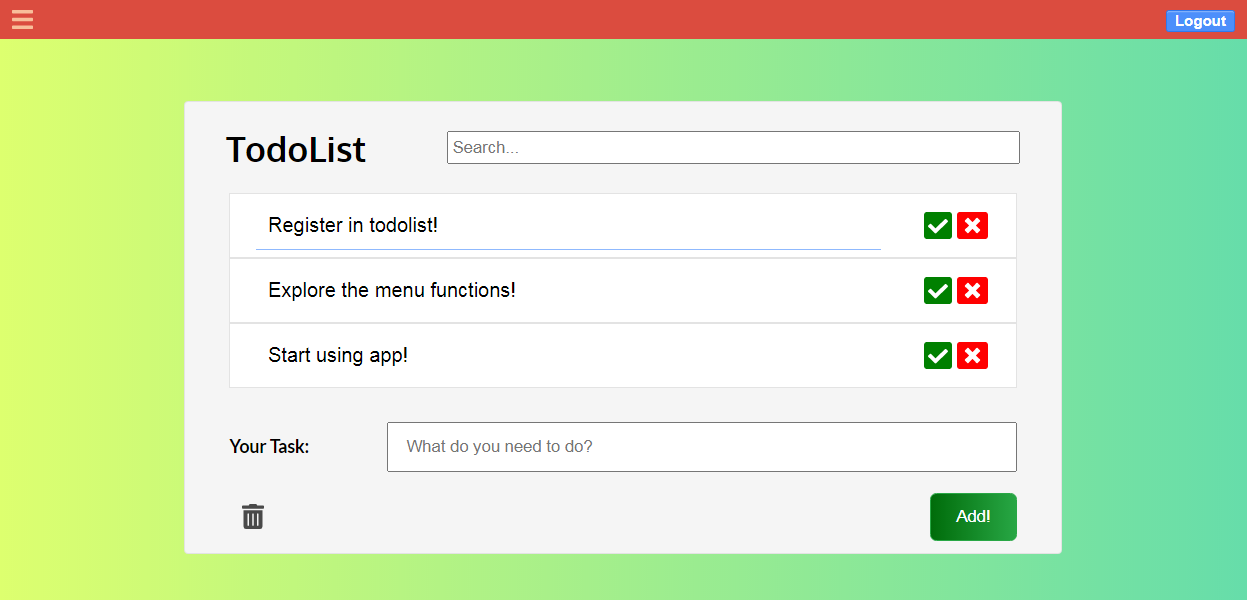 Logout
TodoList
Search...
Register in todolist!
Explore the menu functions!
Start using app!
Your Task:
What do you need to do?
Add!